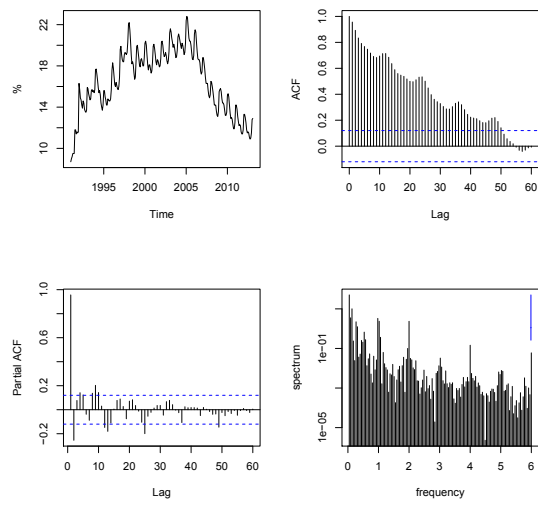 %
10 14 18 22
1995 2000 2005 2010
Time
ACF
0.0 0.2 0.4 0.6 0.8 1.0
0 10 20 30 40 50 60
Lag
Partial ACF
−0.2 0.2 0.6 1.0
0 10 20 30 40 50 60
Lag
spectrum
1e−05 1e−01
0 1 2 3 4 5 6
frequency